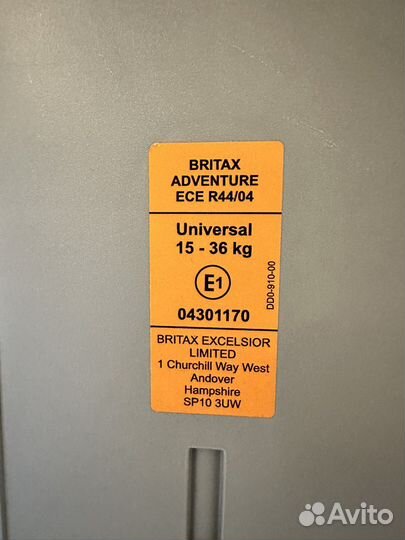 BRITAX
ADVENTURE
ECE R44/04
Universal
15 - 36 kg
E1
04301170
DD0-910-00
BRITAX EXCELSIOR
LIMITED
1 Churchill Way West
Andover
Hampshire
SP10 3UW
Avito